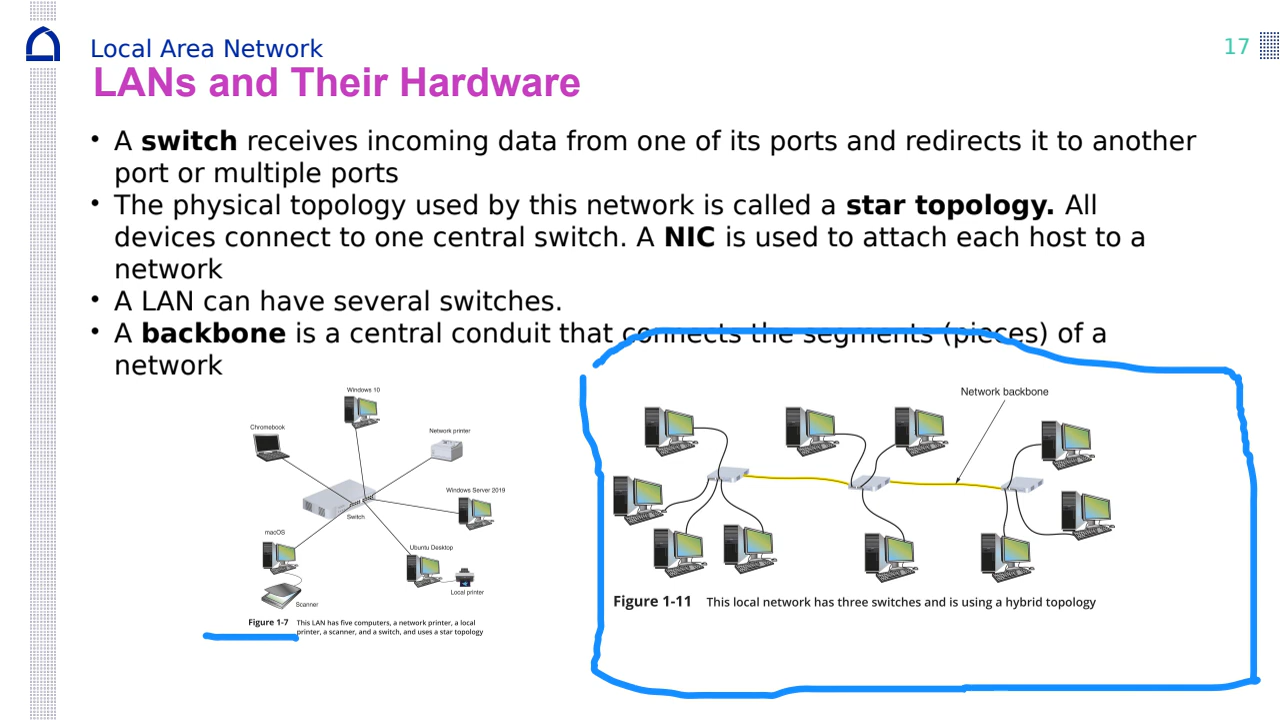 Local Area Network
17
LANs and Their Hardware
• A switch receives incoming data from one of its ports and redirects it to another
port or multiple ports
• The physical topology used by this network is called a star topology. All
devices connect to one central switch. A NIC is used to attach each host to a
network
• A LAN can have several switches.
• A backbone is a central conduit that connects the segments (pieces) of a
network
Windows 10
Chromebook
Network printer
Windows Server 2019
Switch
macOS
Ubuntu Desktop
Local printer
Scanner
Figure 1-7 This LAN has five computers, a network printer, a local
printer, a scanner, and a switch, and uses a star topology
Network backbone
Figure 1-11 This local network has three switches and is using a hybrid topology